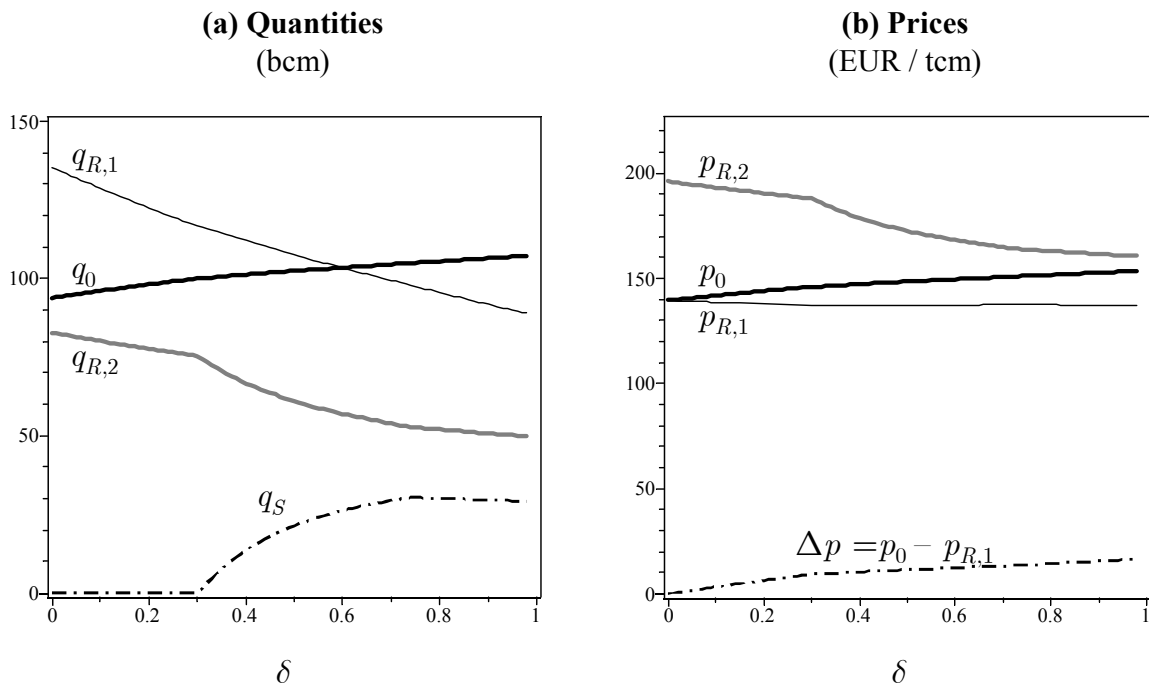 (a) Quantities
(bcm)
150
100
50
0
q_{R,1}
q_0
q_{R,2}
q_S
0 0.2 0.4 0.6 0.8 1
δ
(b) Prices
(EUR / tcm)
200
150
100
50
0
p_{R,2}
p_0
p_{R,1}
Δp = p_0 – p_{R,1}
0 0.2 0.4 0.6 0.8 1
δ